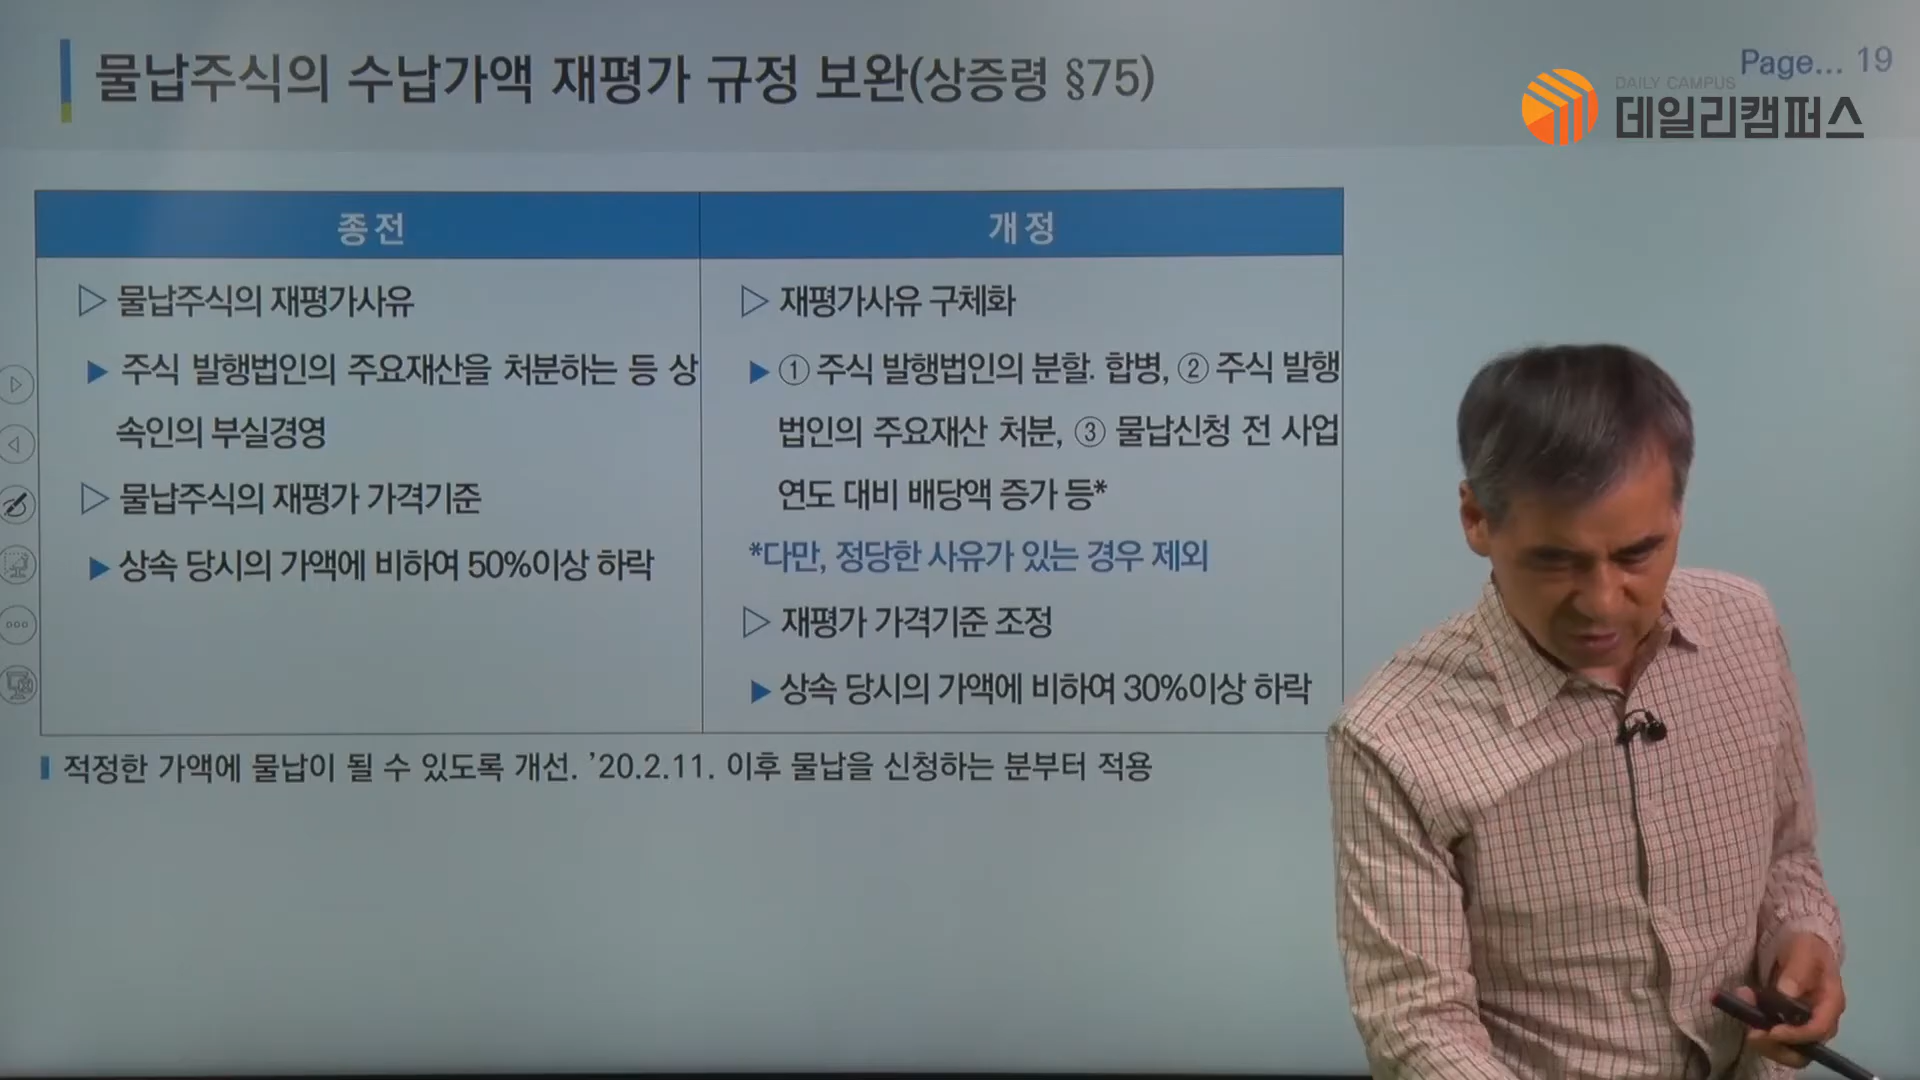 물납주식의 수납가액 재평가 규정 보완(상증령 §75)
Page... 19
DAILY CAMPUS
데일리캠퍼스
종전
▷ 물납주식의 재평가사유
▶ 주식 발행법인의 주요재산을 처분하는 등 상
속인의 부실경영
▷ 물납주식의 재평가 가격기준
▶ 상속 당시의 가액에 비하여 50%이상 하락
개정
▷ 재평가사유 구체화
▶ ① 주식 발행법인의 분할. 합병, ② 주식 발행
법인의 주요재산 처분, ③ 물납신청 전 사업
연도 대비 배당액 증가 등*
*다만, 정당한 사유가 있는 경우 제외
▷ 재평가 가격기준 조정
▶ 상속 당시의 가액에 비하여 30%이상 하락
적정한 가액에 물납이 될 수 있도록 개선. ’20.2.11. 이후 물납을 신청하는 분부터 적용